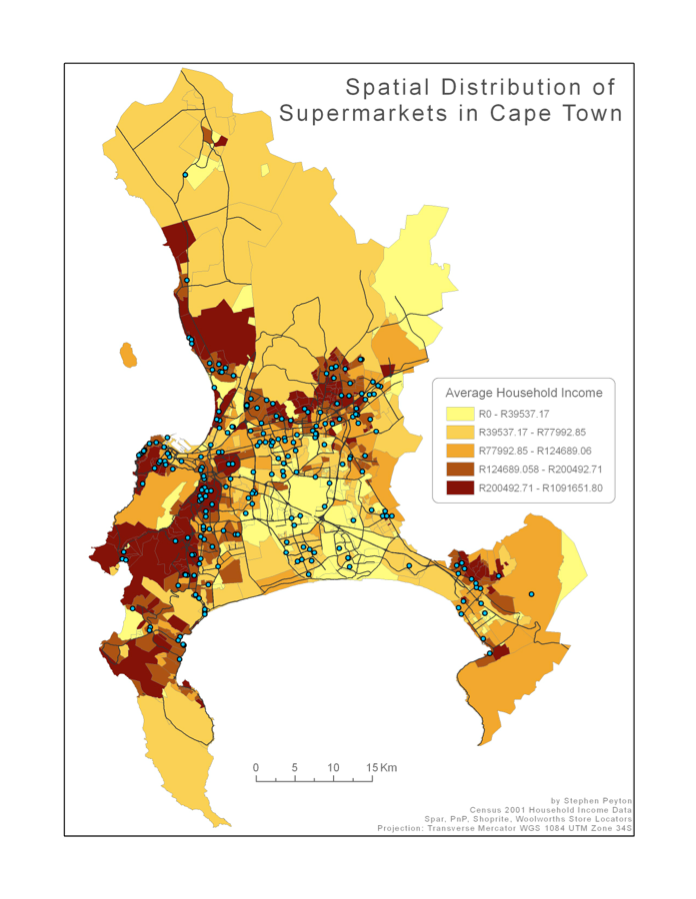 Spatial Distribution of
Supermarkets in Cape Town
Average Household Income
R0 - R39537.17
R39537.17 - R77992.85
R77992.85 - R124689.06
R124689.058 - R200492.71
R200492.71 - R1091651.80
0 5 10 15 Km
by Stephen Peyton
Census 2001 Household Income Data
Spar, PnP, Shoprite, Woolworths Store Locators
Projection: Transverse Mercator WGS 1084 UTM Zone 34S